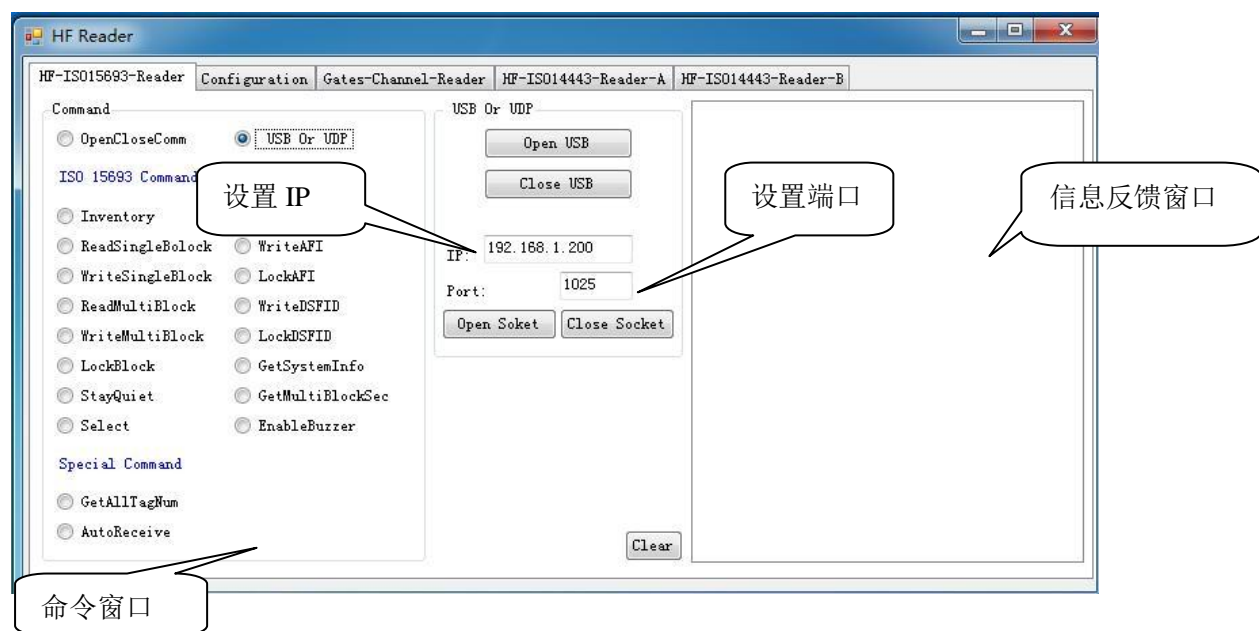 HF Reader
HF-ISO15693-Reader Configuration Gates-Channel-Reader HF-ISO14443-Reader-A HF-ISO14443-Reader-B
Command
OpenCloseComm USB Or UDP
ISO 15693 Command
Inventory
ReadSingleBolock WriteAFI
WriteSingleBlock LockAFI
ReadMultiBlock WriteDSFID
WriteMultiBlock LockDSFID
LockBlock GetSystemInfo
StayQuiet GetMultiBlockSec
Select EnableBuzzer
Special Command
GetAllTagNum
AutoReceive
USB Or UDP
Open USB
Close USB
IP: 192.168.1.200
Port: 1025
Open Soket Close Socket
Clear
设置 IP
设置端口
信息反馈窗口
命令窗口